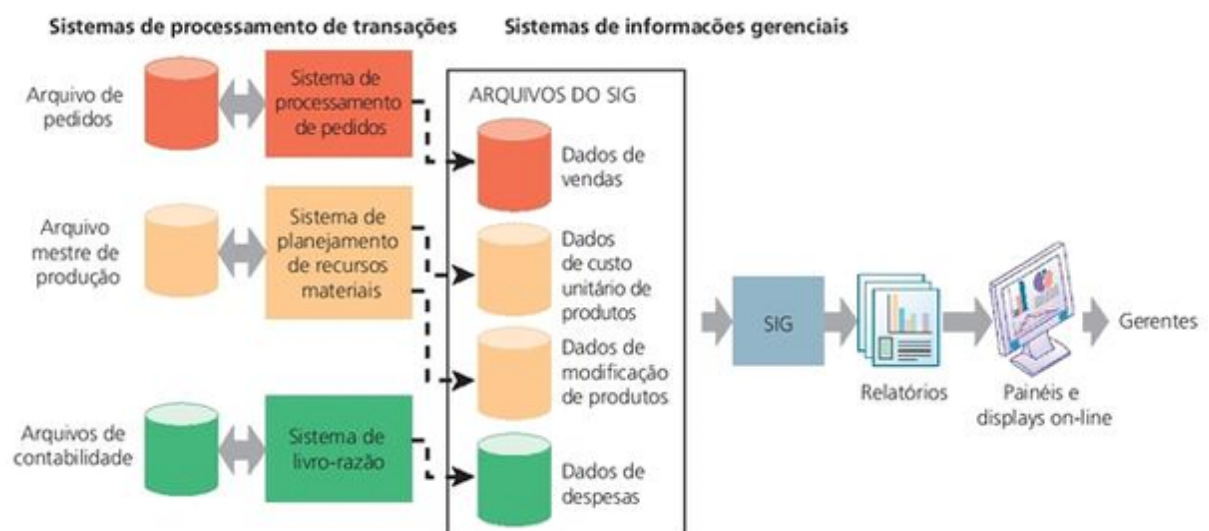 Sistemas de processamento de transações
Sistemas de informacões gerenciais
Arquivo de
pedidos
Sistema de
processamento
de pedidos
ARQUIVOS DO SIG
Dados de
vendas
Arquivo
mestre de
produção
Sistema de
planejamento
de recursos
materiais
Dados
de custo
unitário de
produtos
Dados de
modificação
de produtos
SIG
Relatórios
Painéis e
displays on-line
Gerentes
Arquivos de
contabilidade
Sistema de
livro-razão
Dados de
despesas